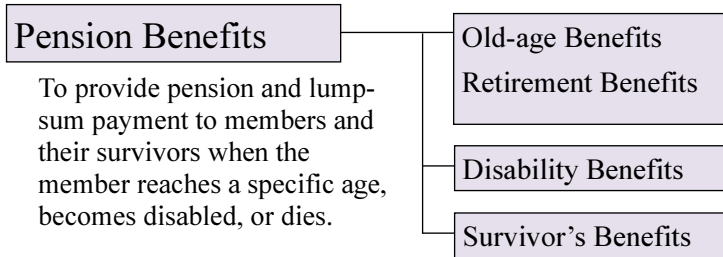 Pension Benefits
To provide pension and lump-
sum payment to members and
their survivors when the
member reaches a specific age,
becomes disabled, or dies.
Old-age Benefits
Retirement Benefits
Disability Benefits
Survivor's Benefits